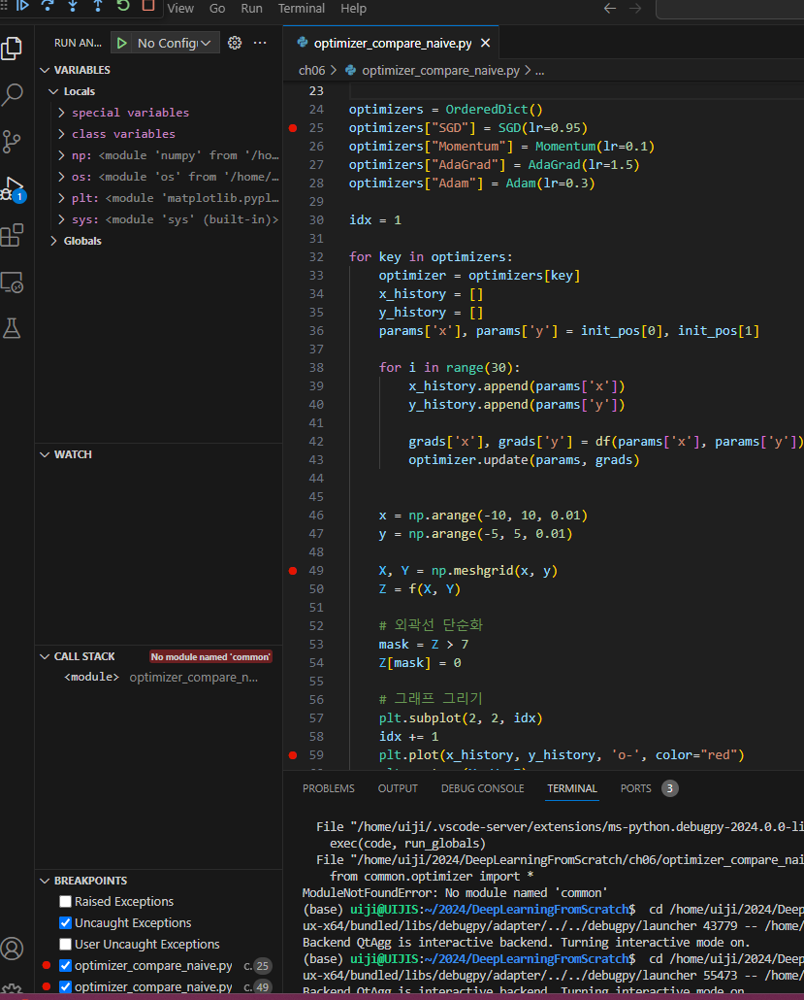 View Go Run Terminal Help
RUN AN... No Config
VARIABLES
Locals
special variables
class variables
np: <module 'numpy' from '/ho...
os: <module 'os' from '/home/...
plt: <module 'matplotlib.pypl...
sys: <module 'sys' (built-in)>
Globals
WATCH
CALL STACK No module named 'common'
<module> optimizer_compare_n...
BREAKPOINTS
Raised Exceptions
Uncaught Exceptions
User Uncaught Exceptions
optimizer_compare_naive.py c. 25
optimizer_compare_naive.py c. 49
1
optimizer_compare_naive.py
ch06 > optimizer_compare_naive.py > ...
23
24 optimizers = OrderedDict()
25 optimizers["SGD"] = SGD(lr=0.95)
26 optimizers["Momentum"] = Momentum(lr=0.1)
27 optimizers["AdaGrad"] = AdaGrad(lr=1.5)
28 optimizers["Adam"] = Adam(lr=0.3)
29
30 idx = 1
31
32 for key in optimizers:
33 optimizer = optimizers[key]
34 x_history = []
35 y_history = []
36 params['x'], params['y'] = init_pos[0], init_pos[1]
37
38 for i in range(30):
39 x_history.append(params['x'])
40 y_history.append(params['y'])
41
42 grads['x'], grads['y'] = df(params['x'], params['y'])
43 optimizer.update(params, grads)
44
45
46 x = np.arange(-10, 10, 0.01)
47 y = np.arange(-5, 5, 0.01)
48
49 X, Y = np.meshgrid(x, y)
50 Z = f(X, Y)
51
52 # 외곽선 단순화
53 mask = Z > 7
54 Z[mask] = 0
55
56 # 그래프 그리기
57 plt.subplot(2, 2, idx)
58 idx += 1
59 plt.plot(x_history, y_history, 'o-', color="red")
PROBLEMS OUTPUT DEBUG CONSOLE TERMINAL PORTS 3
File "/home/uiji/.vscode-server/extensions/ms-python.debugpy-2024.0.0-li
exec(code, run_globals)
File "/home/uiji/2024/DeepLearningFromScratch/ch06/optimizer_compare_nai
from common.optimizer import *
ModuleNotFoundError: No module named 'common'
(base) uiji@UIJIS:~/2024/DeepLearningFromScratch$ cd /home/uiji/2024/Deep
ux-x64/bundled/libs/debugpy/adapter/../../debugpy/launcher 43779 -- /home/
Backend QtAgg is interactive backend. Turning interactive mode on.
(base) uiji@UIJIS:~/2024/DeepLearningFromScratch$ cd /home/uiji/2024/Deep
ux-x64/bundled/libs/debugpy/adapter/../../debugpy/launcher 55473 -- /home/
Backend QtAgg is interactive backend. Turning interactive mode on.